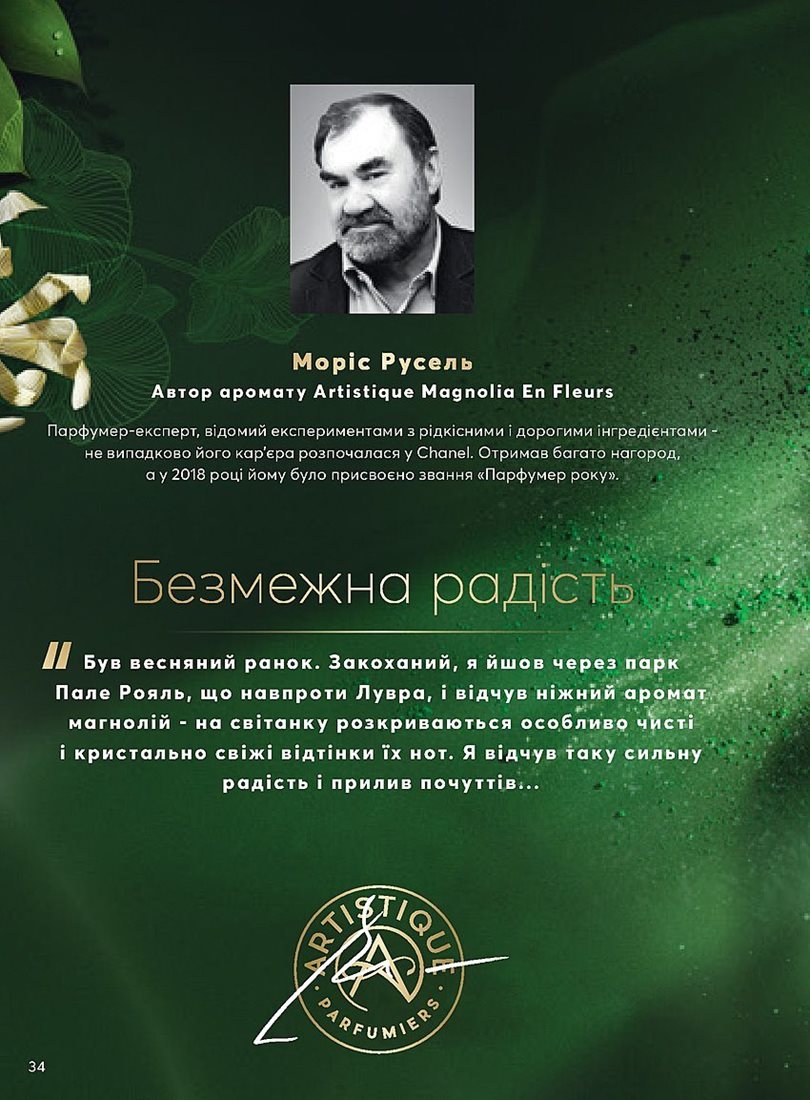 Моріс Русель
Автор аромату Artistique Magnolia En Fleurs
Парфумер-експерт, відомий експериментами з рідкісними і дорогими інгредієнтами -
не випадково його кар'єра розпочалася у Chanel. Отримав багато нагород,
а у 2018 році йому було присвоєно звання «Парфумер року».
Безмежна радість
" Був весняний ранок. Закоханий, я йшов через парк
Пале Рояль, що навпроти Лувра, і відчув ніжний аромат
магнолій - на світанку розкриваються особливо чисті
і кристально свіжі відтінки їх нот. Я відчув таку сильну
радість і прилив почуттів...
ARTISTIQUE
PARFUMIERS
34